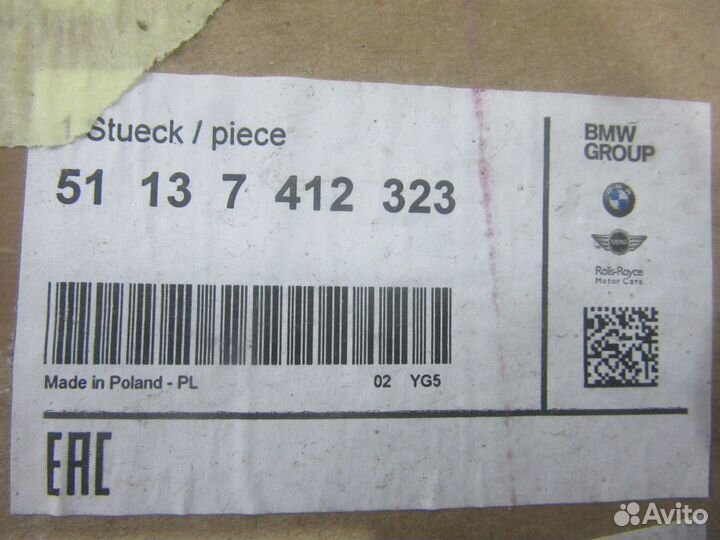 1 Stueck / piece
51 13 7 412 323
BMW
GROUP
MINI
Rolls-Royce
Motor Cars
Made in Poland - PL 02 YG5
EAC
Avito